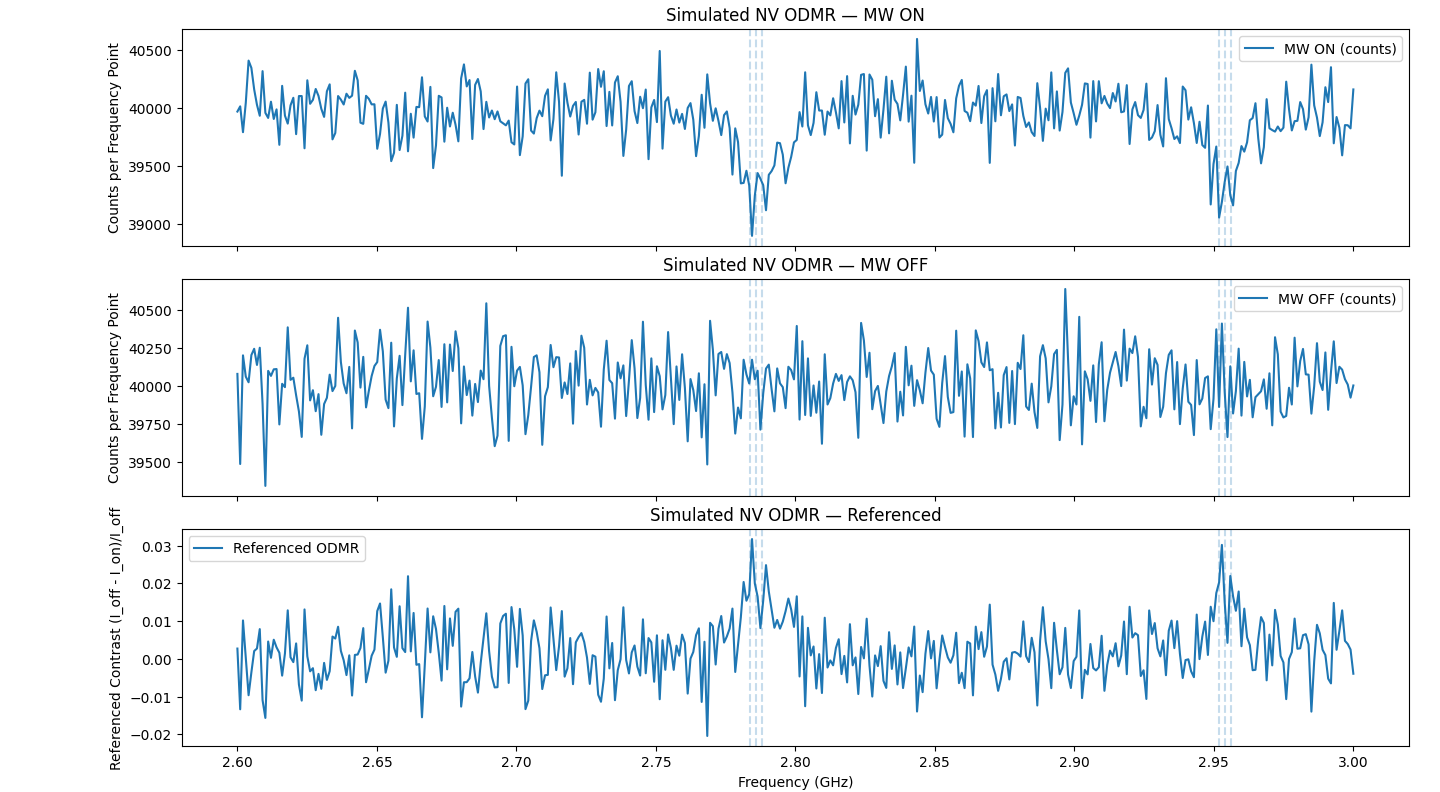 Simulated NV ODMR — MW ON
Counts per Frequency Point
40500
40000
39500
39000
MW ON (counts)
Simulated NV ODMR — MW OFF
Counts per Frequency Point
40500
40250
40000
39750
39500
MW OFF (counts)
Simulated NV ODMR — Referenced
Referenced Contrast (I_off - I_on)/I_off
0.03
0.02
0.01
0.00
−0.01
−0.02
Referenced ODMR
2.60 2.65 2.70 2.75 2.80 2.85 2.90 2.95 3.00
Frequency (GHz)